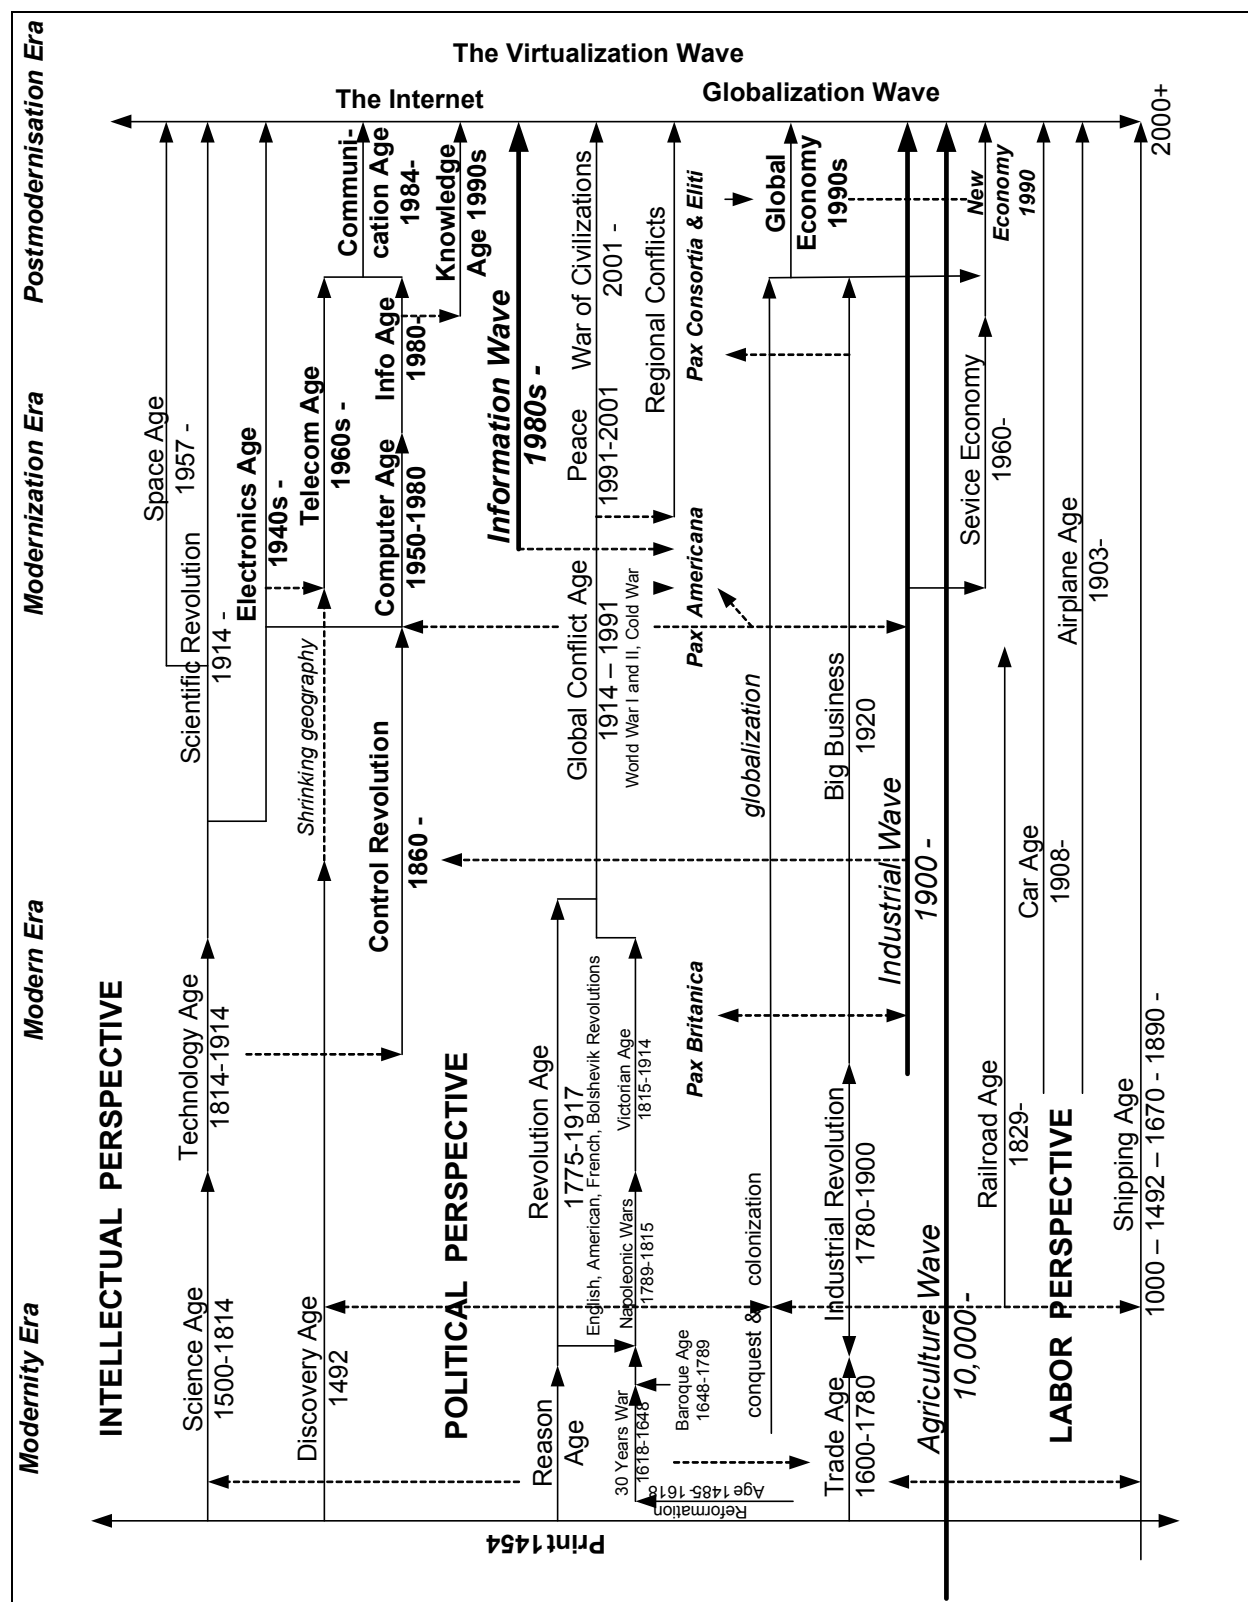 Modernity Era
Modern Era
Modernization Era
Postmodernisation Era
INTELLECTUAL PERSPECTIVE
Science Age
1500-1814
Technology Age
1814-1914
Scientific Revolution
1914 -
Space Age
1957 -
Electronics Age
1940s -
Discovery Age
1492
Shrinking geography
Telecom Age
1960s -
Communi-
cation Age
1984-
The Internet
The Virtualization Wave
Control Revolution
1860 -
Computer Age
1950-1980
Info Age
1980-
Knowledge
Age 1990s
POLITICAL PERSPECTIVE
Information Wave
1980s -
Print1454
Reason
Age
Revolution Age
1775-1917
English, American, French, Bolshevik Revolutions
Global Conflict Age
1914 – 1991
World War I and II, Cold War
Peace
1991-2001
War of Civilizations
2001 -
30 Years War
1618-1648
Napoleonic Wars
1789-1815
Victorian Age
1815-1914
Regional Conflicts
Baroque Age
1648-1789
Reformation
Age 1485-1618
Pax Britanica
Pax Americana
Pax Consortia & Eliti
Globalization Wave
conquest & colonization
globalization
Global
Economy
1990s
Trade Age
1600-1780
Industrial Revolution
1780-1900
Big Business
1920
Industrial Wave
1900 -
Agriculture Wave
10,000-
Sevice Economy
1960-
New
Economy
1990
Railroad Age
1829-
Car Age
1908-
LABOR PERSPECTIVE
Airplane Age
1903-
Shipping Age
1000 – 1492 – 1670 - 1890 -
2000+